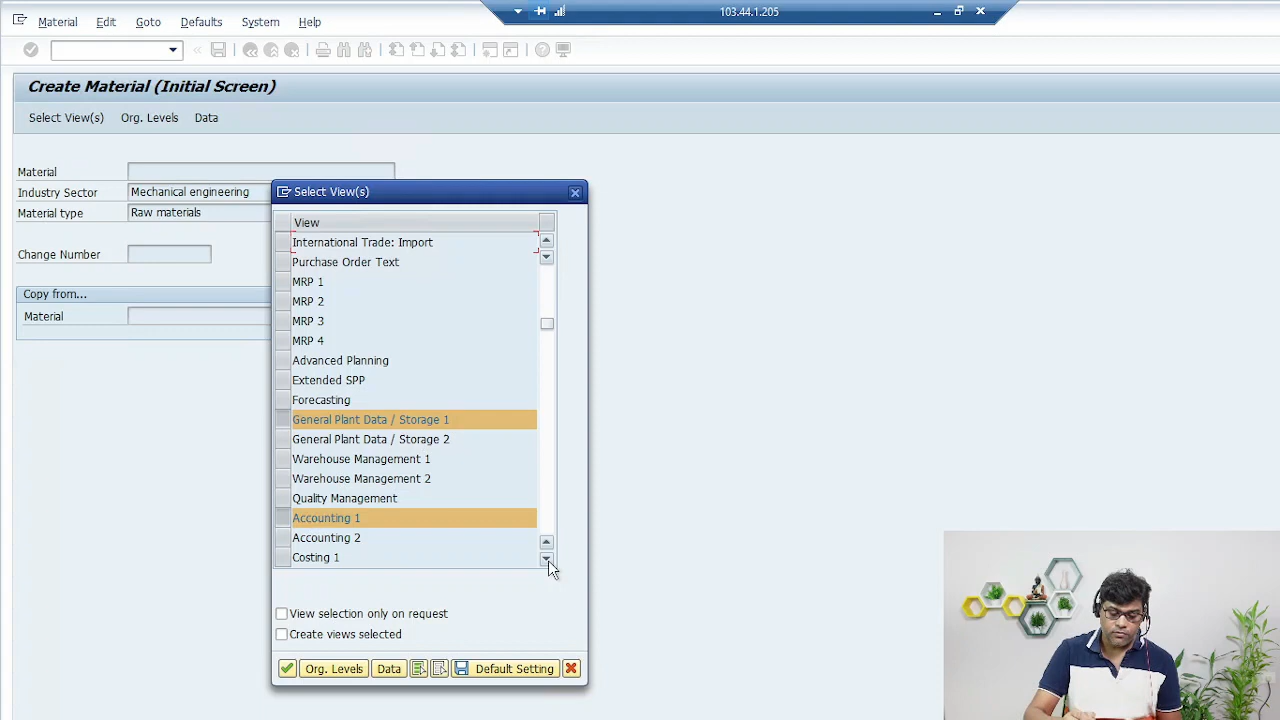 103.44.1.205
Material Edit Goto Defaults System Help
Create Material (Initial Screen)
Select View(s) Org. Levels Data
Material
Industry Sector Mechanical engineering
Material type Raw materials
Change Number
Copy from...
Material
Select View(s)
View
International Trade: Import
Purchase Order Text
MRP 1
MRP 2
MRP 3
MRP 4
Advanced Planning
Extended SPP
Forecasting
General Plant Data / Storage 1
General Plant Data / Storage 2
Warehouse Management 1
Warehouse Management 2
Quality Management
Accounting 1
Accounting 2
Costing 1
View selection only on request
Create views selected
Org. Levels Data Default Setting